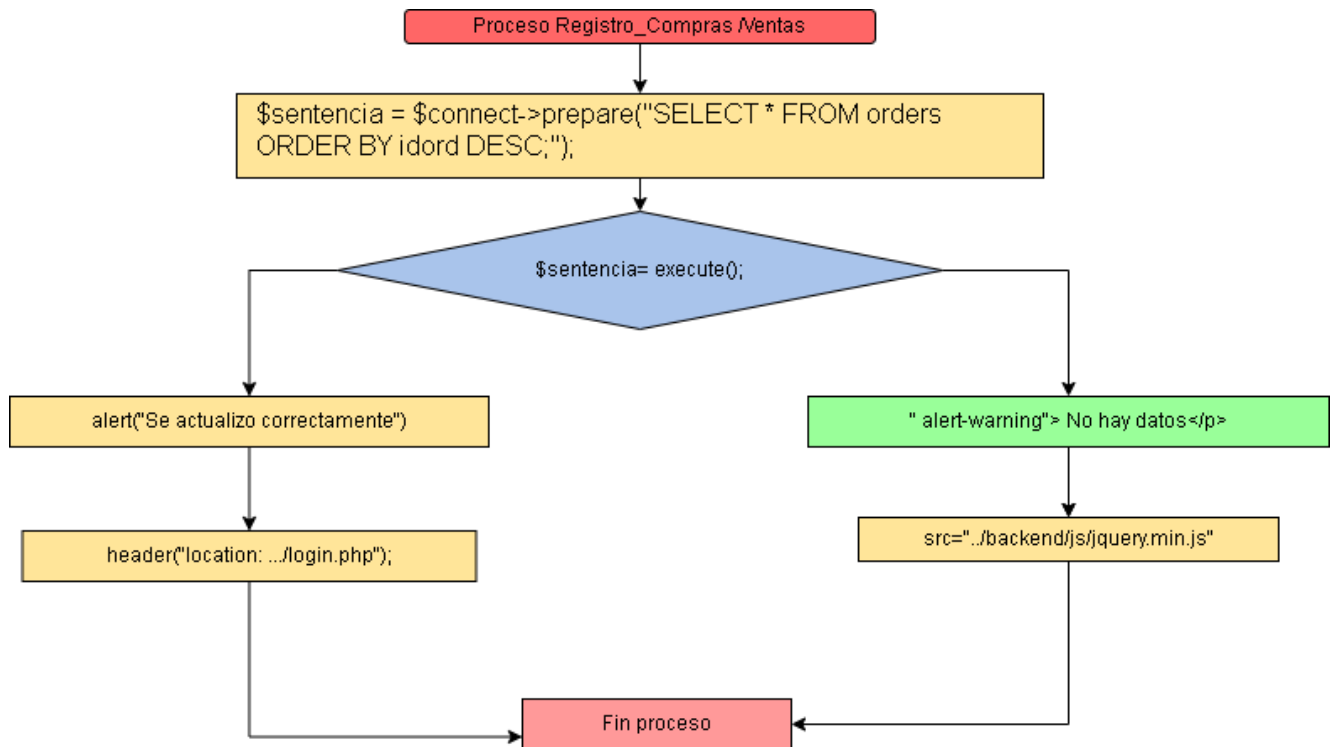 Proceso Registro_Compras /Ventas
$sentencia = $connect->prepare("SELECT * FROM orders
ORDER BY idord DESC;");
$sentencia= execute();
alert("Se actualizo correctamente")
" alert-warning"> No hay datos</p>
header("location: .../login.php");
src="../backend/js/jquery.min.js"
Fin proceso